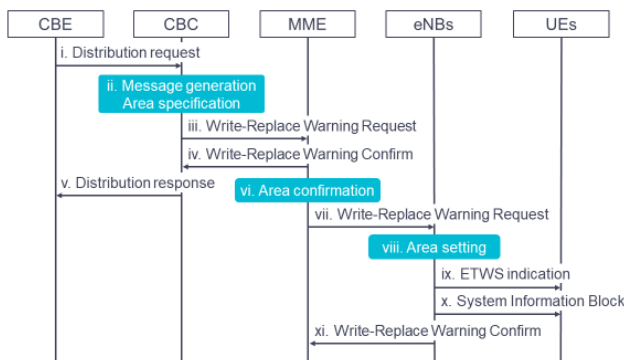 CBE
CBC
MME
eNBs
UEs
i. Distribution request
ii. Message generation
Area specification
iii. Write-Replace Warning Request
iv. Write-Replace Warning Confirm
v. Distribution response
vi. Area confirmation
vii. Write-Replace Warning Request
viii. Area setting
ix. ETWS indication
x. System Information Block
xi. Write-Replace Warning Confirm